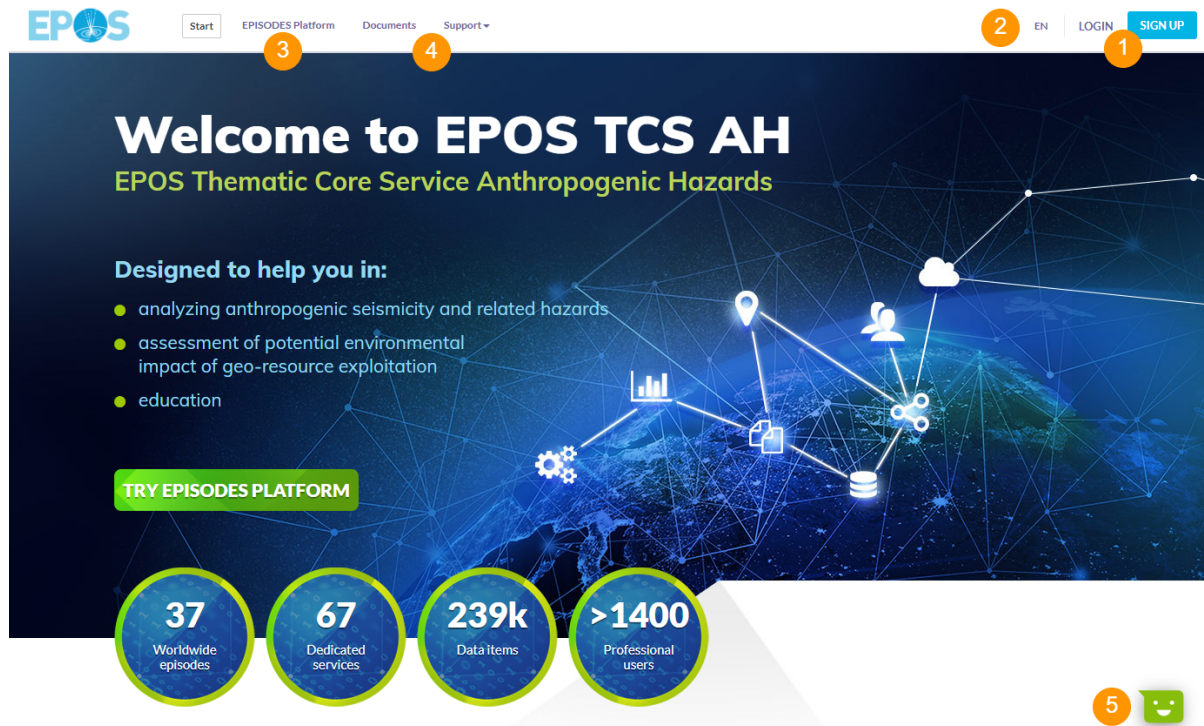 EPOS
Start
EPISODES Platform
Documents
Support
2
EN
LOGIN
SIGN UP
3
4
1
Welcome to EPOS TCS AH
EPOS Thematic Core Service Anthropogenic Hazards
Designed to help you in:
analyzing anthropogenic seismicity and related hazards
assessment of potential environmental
impact of geo-resource exploitation
education
TRY EPISODES PLATFORM
37
Worldwide
episodes
67
Dedicated
services
239k
Data items
>1400
Professional
users
5